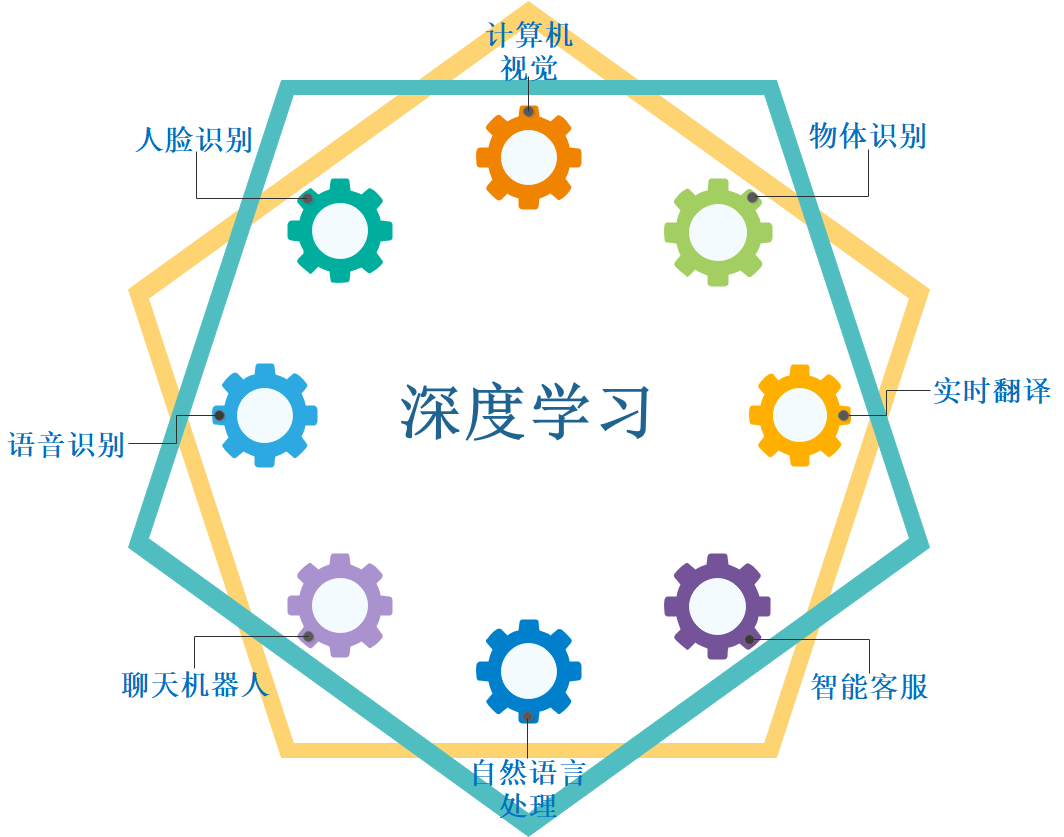 计算机
视觉
人脸识别
物体识别
实时翻译
深度学习
语音识别
聊天机器人
智能客服
自然语言
处理